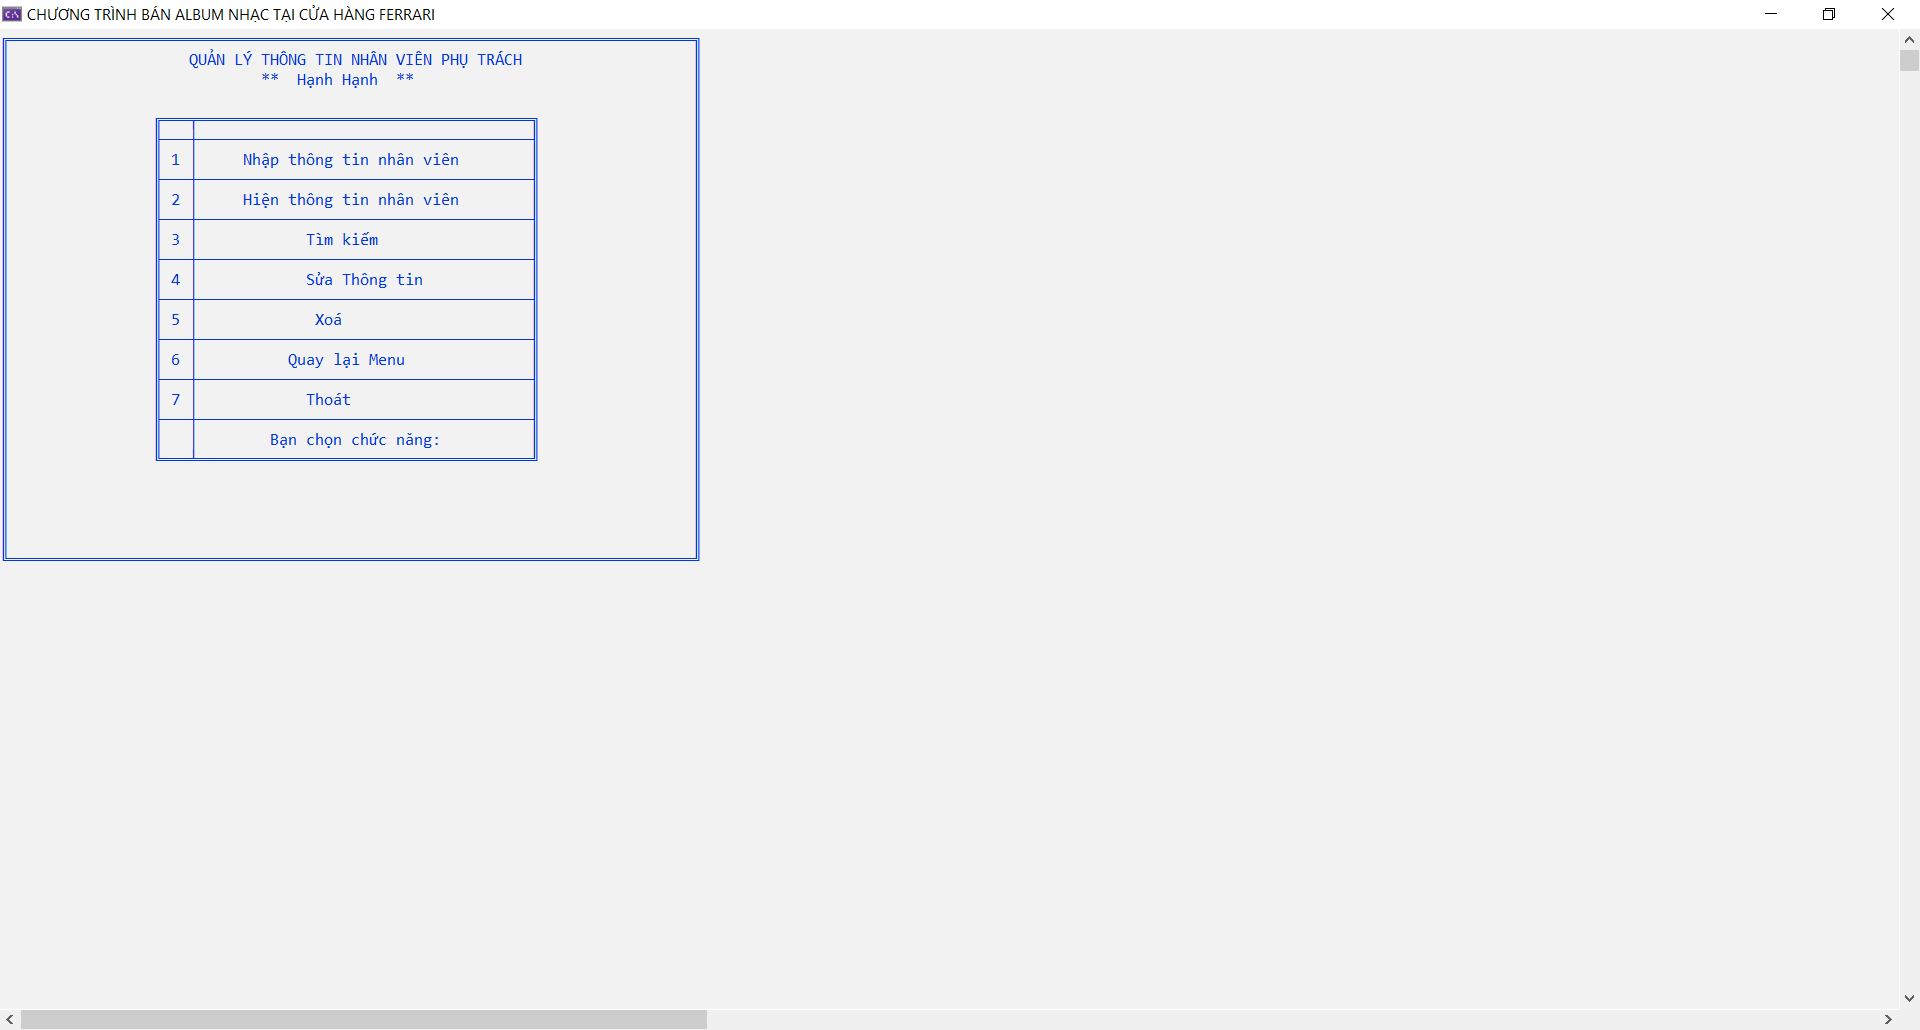 CHƯƠNG TRÌNH BÁN ALBUM NHẠC TẠI CỬA HÀNG FERRARI
QUẢN LÝ THÔNG TIN NHÂN VIÊN PHỤ TRÁCH
** Hạnh Hạnh **
1 Nhập thông tin nhân viên
2 Hiện thông tin nhân viên
3 Tìm kiếm
4 Sửa Thông tin
5 Xoá
6 Quay lại Menu
7 Thoát
Bạn chọn chức năng: